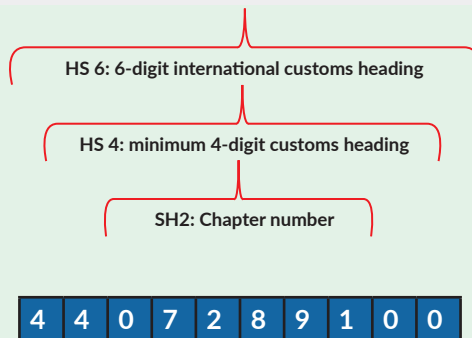 HS 6: 6-digit international customs heading
HS 4: minimum 4-digit customs heading
SH2: Chapter number
4 4 0 7 2 8 9 1 0 0